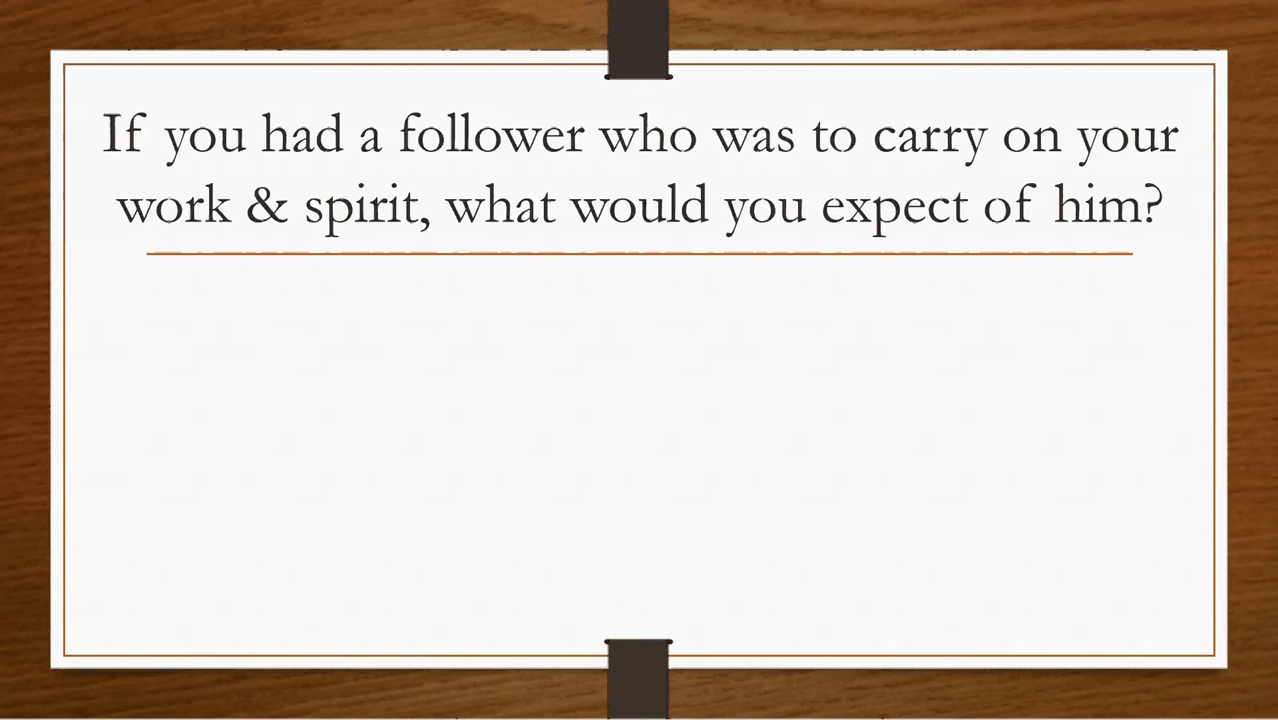 If you had a follower who was to carry on your
work & spirit, what would you expect of him?